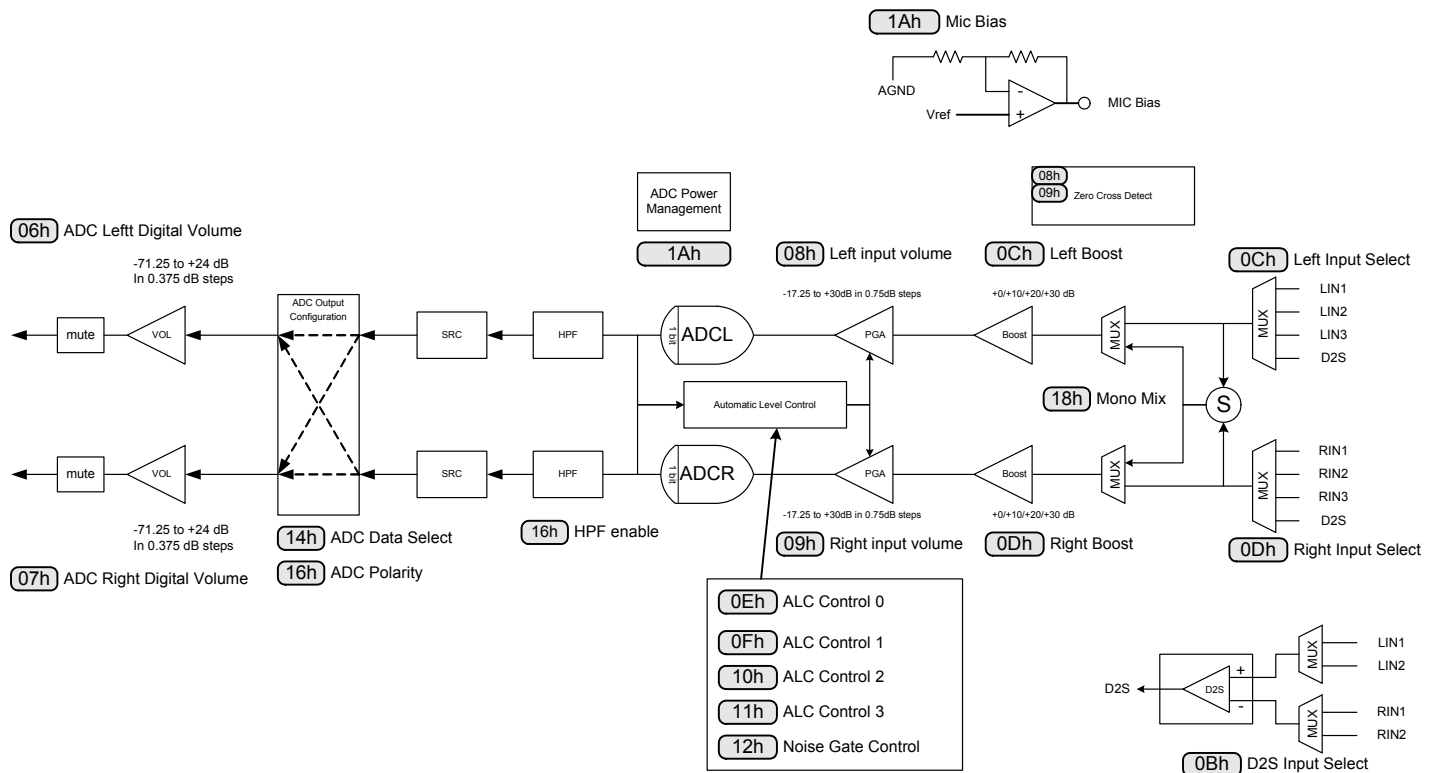 1Ah Mic Bias
AGND
-
+
Vref
MIC Bias
ADC Power
Management
1Ah
08h
09h Zero Cross Detect
06h ADC Leftt Digital Volume
-71.25 to +24 dB
In 0.375 dB steps
08h Left input volume
0Ch Left Boost
0Ch Left Input Select
-17.25 to +30dB in 0.75dB steps
+0/+10/+20/+30 dB
ADC Output
Configuration
mute
VOL
SRC
HPF
1 bit
ADCL
PGA
Boost
MUX
MUX
LIN1
LIN2
LIN3
D2S
Automatic Level Control
18h Mono Mix
S
mute
VOL
SRC
HPF
1 bit
ADCR
PGA
Boost
MUX
MUX
RIN1
RIN2
RIN3
D2S
-71.25 to +24 dB
In 0.375 dB steps
-17.25 to +30dB in 0.75dB steps
+0/+10/+20/+30 dB
14h ADC Data Select
16h HPF enable
09h Right input volume
0Dh Right Boost
0Dh Right Input Select
07h ADC Right Digital Volume
16h ADC Polarity
0Eh ALC Control 0
0Fh ALC Control 1
10h ALC Control 2
11h ALC Control 3
12h Noise Gate Control
D2S
D2S
+
-
MUX
LIN1
LIN2
MUX
RIN1
RIN2
0Bh D2S Input Select